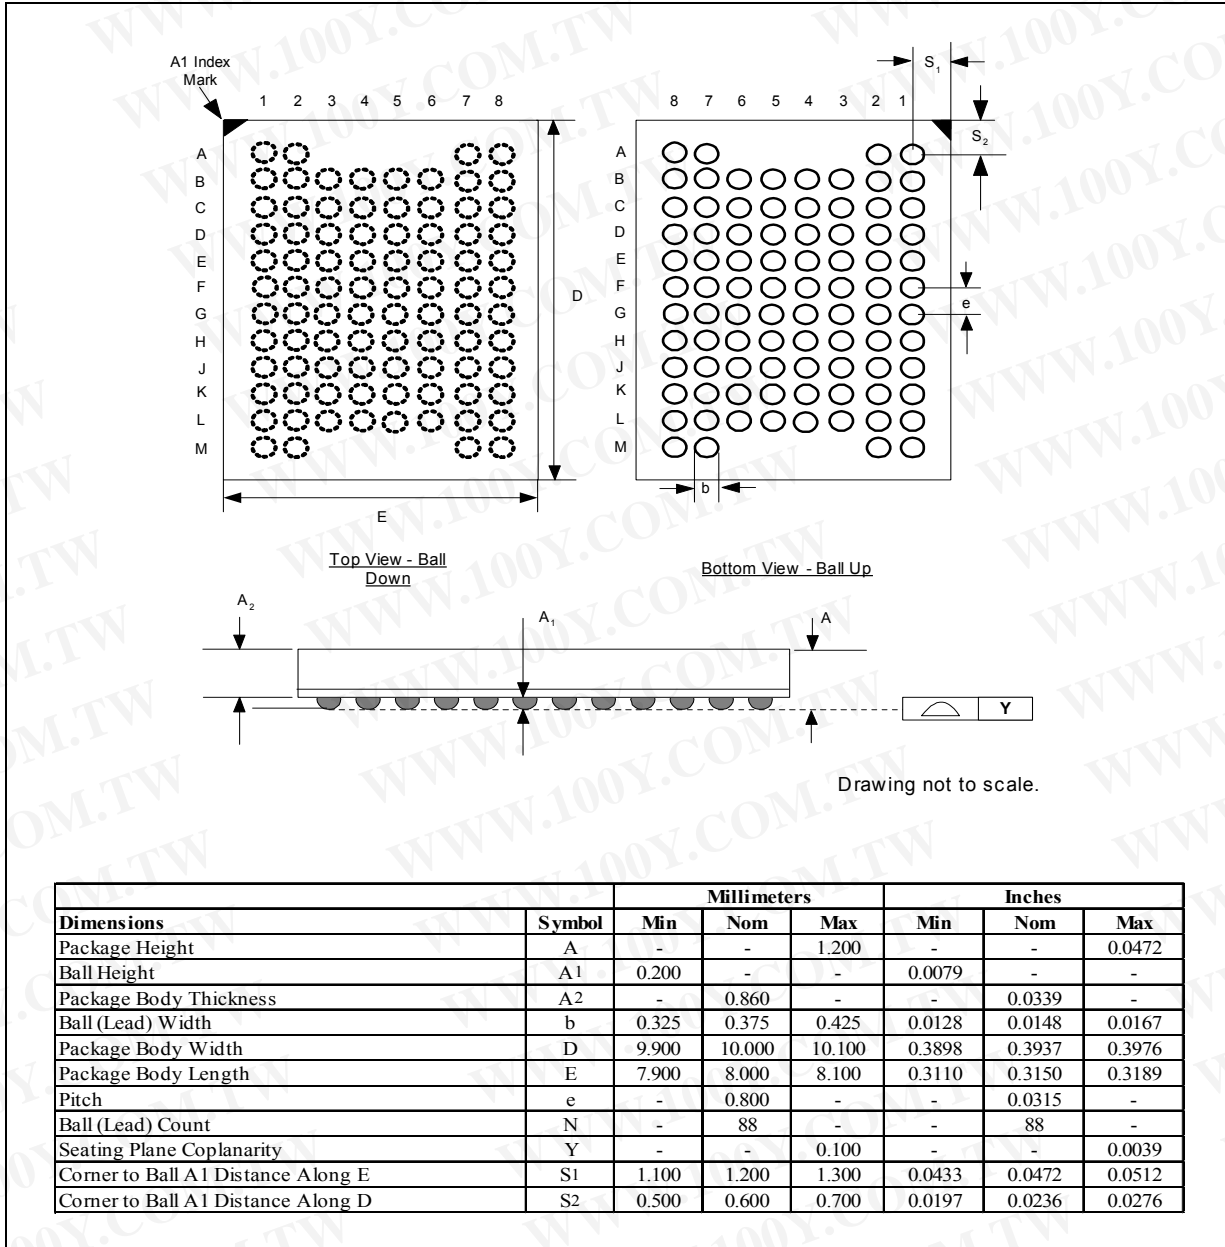 A1 Index
Mark
1 2 3 4 5 6 7 8
A
B
C
D
E
F
G
H
J
K
L
M
D
E
Top View - Ball
Down
8 7 6 5 4 3 2 1
S1
S2
A
B
C
D
E
F
G
H
J
K
L
M
e
b
Bottom View - Ball Up
A2
A1
A
Y
Drawing not to scale.
Millimeters Inches
Dimensions Symbol Min Nom Max Min Nom Max
Package Height A - - 1.200 - - 0.0472
Ball Height A1 0.200 - - 0.0079 - -
Package Body Thickness A2 - 0.860 - - 0.0339 -
Ball (Lead) Width b 0.325 0.375 0.425 0.0128 0.0148 0.0167
Package Body Width D 9.900 10.000 10.100 0.3898 0.3937 0.3976
Package Body Length E 7.900 8.000 8.100 0.3110 0.3150 0.3189
Pitch e - 0.800 - - 0.0315 -
Ball (Lead) Count N - 88 - - 88 -
Seating Plane Coplanarity Y - - 0.100 - - 0.0039
Corner to Ball A1 Distance Along E S1 1.100 1.200 1.300 0.0433 0.0472 0.0512
Corner to Ball A1 Distance Along D S2 0.500 0.600 0.700 0.0197 0.0236 0.0276
WWW.100Y.COM.TW